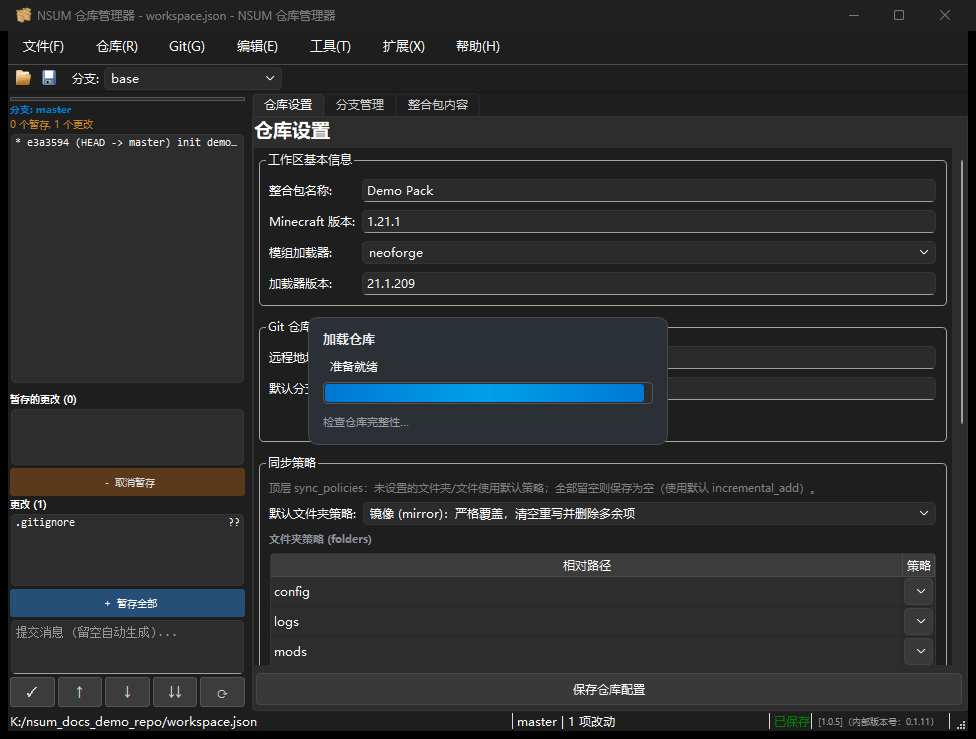 NSUM 仓库管理器 - workspace.json - NSUM 仓库管理器
文件(F) 仓库(R) Git(G) 编辑(E) 工具(T) 扩展(X) 帮助(H)
分支: base
分支: master
0 个暂存, 1 个更改
* e3a3594 (HEAD -> master) init demo…
暂存的更改 (0)
- 取消暂存
更改 (1)
.gitignore ??
+ 暂存全部
提交消息 (留空自动生成)...
✓ ↑ ↓ ↓↓ ⟳
仓库设置 分支管理 整合包内容
仓库设置
工作区基本信息
整合包名称: Demo Pack
Minecraft 版本: 1.21.1
模组加载器: neoforge
加载器版本: 21.1.209
Git 仓库
远程地址
默认分支
加载仓库
准备就绪
检查仓库完整性...
同步策略
顶层 sync_policies：未设置的文件夹/文件使用默认策略；全部留空则保存为空（使用默认 incremental_add）。
默认文件夹策略: 镜像 (mirror)：严格覆盖，清空重写并删除多余项
文件夹策略 (folders)
相对路径 策略
config
logs
mods
保存仓库配置
K:/nsum_docs_demo_repo/workspace.json master | 1 项改动 已保存 [1.0.5] (内部版本号: 0.1.11)